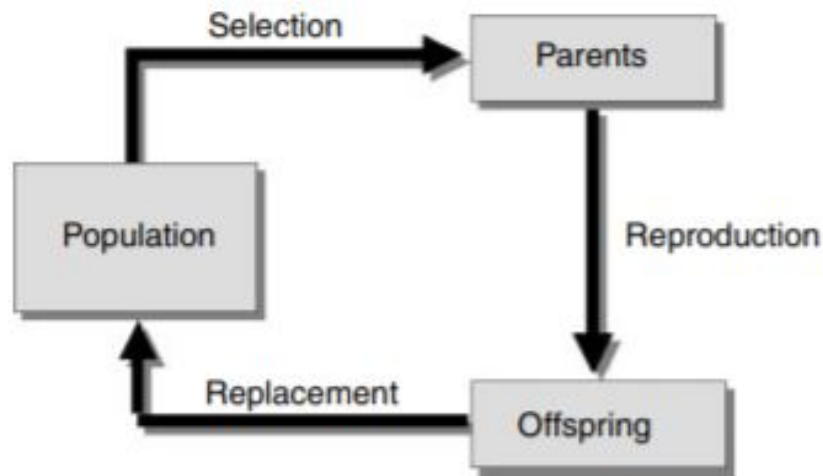 Selection
Parents
Population
Reproduction
Replacement
Offspring